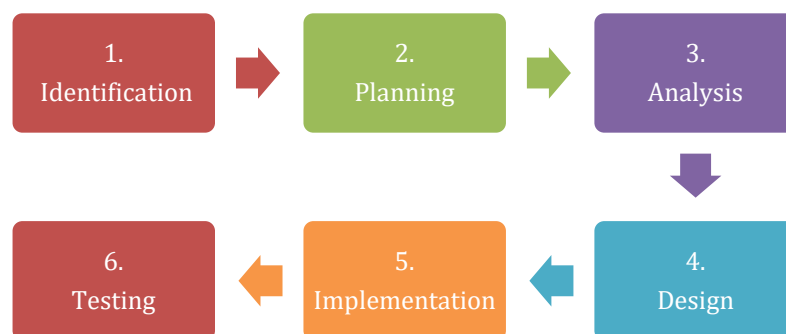 1.
Identification
2.
Planning
3.
Analysis
4.
Design
5.
Implementation
6.
Testing